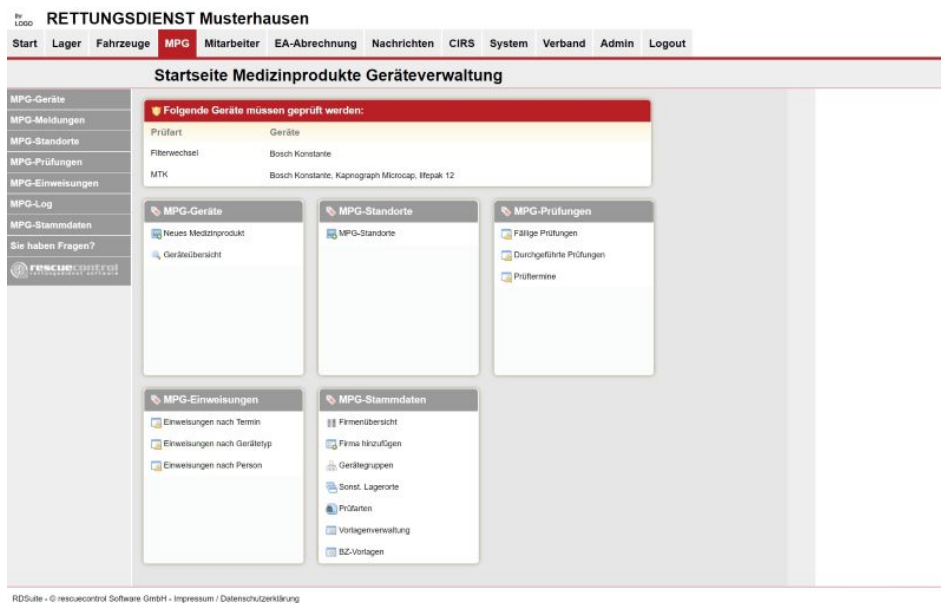 Ihr LOGO
RETTUNGSDIENST Musterhausen
Start Lager Fahrzeuge MPG Mitarbeiter EA-Abrechnung Nachrichten CIRS System Verband Admin Logout
Startseite Medizinprodukte Geräteverwaltung
MPG-Geräte
MPG-Meldungen
MPG-Standorte
MPG-Prüfungen
MPG-Einweisungen
MPG-Log
MPG-Stammdaten
Sie haben Fragen?
rescuecontrol
rettungsdienst software
Folgende Geräte müssen geprüft werden:
Prüfart Geräte
Filterwechsel Bosch Konstante
MTK Bosch Konstante, Kapnograph Microcap, lifepak 12
MPG-Geräte
Neues Medizinprodukt
Geräteübersicht
MPG-Standorte
MPG-Standorte
MPG-Prüfungen
Fällige Prüfungen
Durchgeführte Prüfungen
Prüftermine
MPG-Einweisungen
Einweisungen nach Termin
Einweisungen nach Gerätetyp
Einweisungen nach Person
MPG-Stammdaten
Firmenübersicht
Firma hinzufügen
Gerätegruppen
Sonst. Lagerorte
Prüfarten
Vorlagenverwaltung
BZ-Vorlagen
RDSuite - © rescuecontrol Software GmbH - Impressum / Datenschutzerklärung